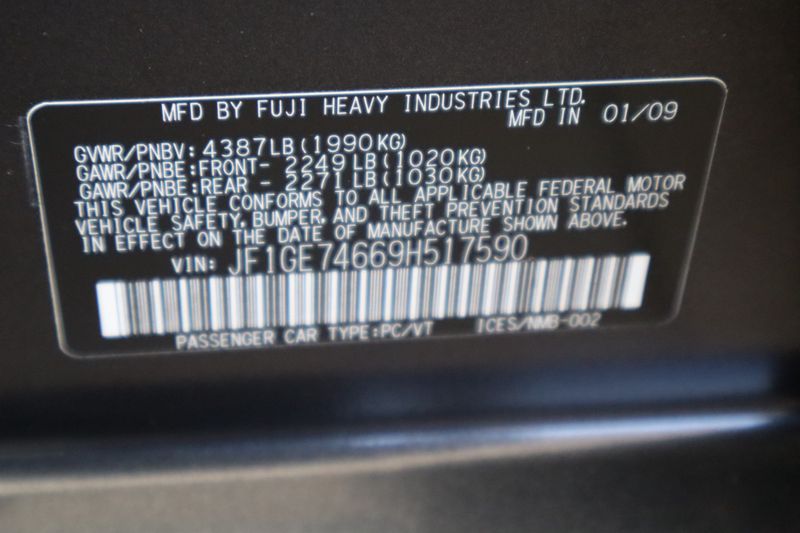 MFD BY FUJI HEAVY INDUSTRIES LTD.
MFD IN 01/09
GVWR/PNBV: 4387LB(1990KG)
GAWR/PNBE:FRONT- 2249LB(1020KG)
GAWR/PNBE:REAR - 2271LB(1030KG)
THIS VEHICLE CONFORMS TO ALL APPLICABLE FEDERAL MOTOR
VEHICLE SAFETY, BUMPER, AND THEFT PREVENTION STANDARDS
IN EFFECT ON THE DATE OF MANUFACTURE SHOWN ABOVE.
VIN: JF1GE74669H517590
PASSENGER CAR TYPE:PC/VT ICES/NMB-002